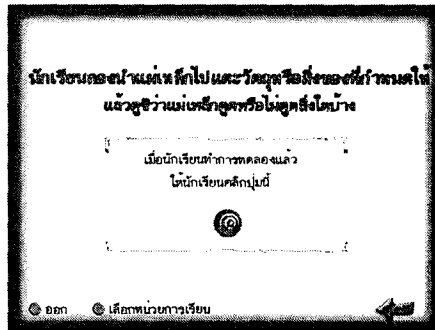 นักเรียนลองนำแม่เหล็กไปแตะวัตถุหรือสิ่งของที่กำหนดให้
แล้วดูซิว่าแม่เหล็กดูดหรือไม่ดูดสิ่งใดบ้าง
เมื่อนักเรียนทำการทดลองแล้ว
ให้นักเรียนคลิกปุ่มนี้
ออก
เลือกหน่วยการเรียน